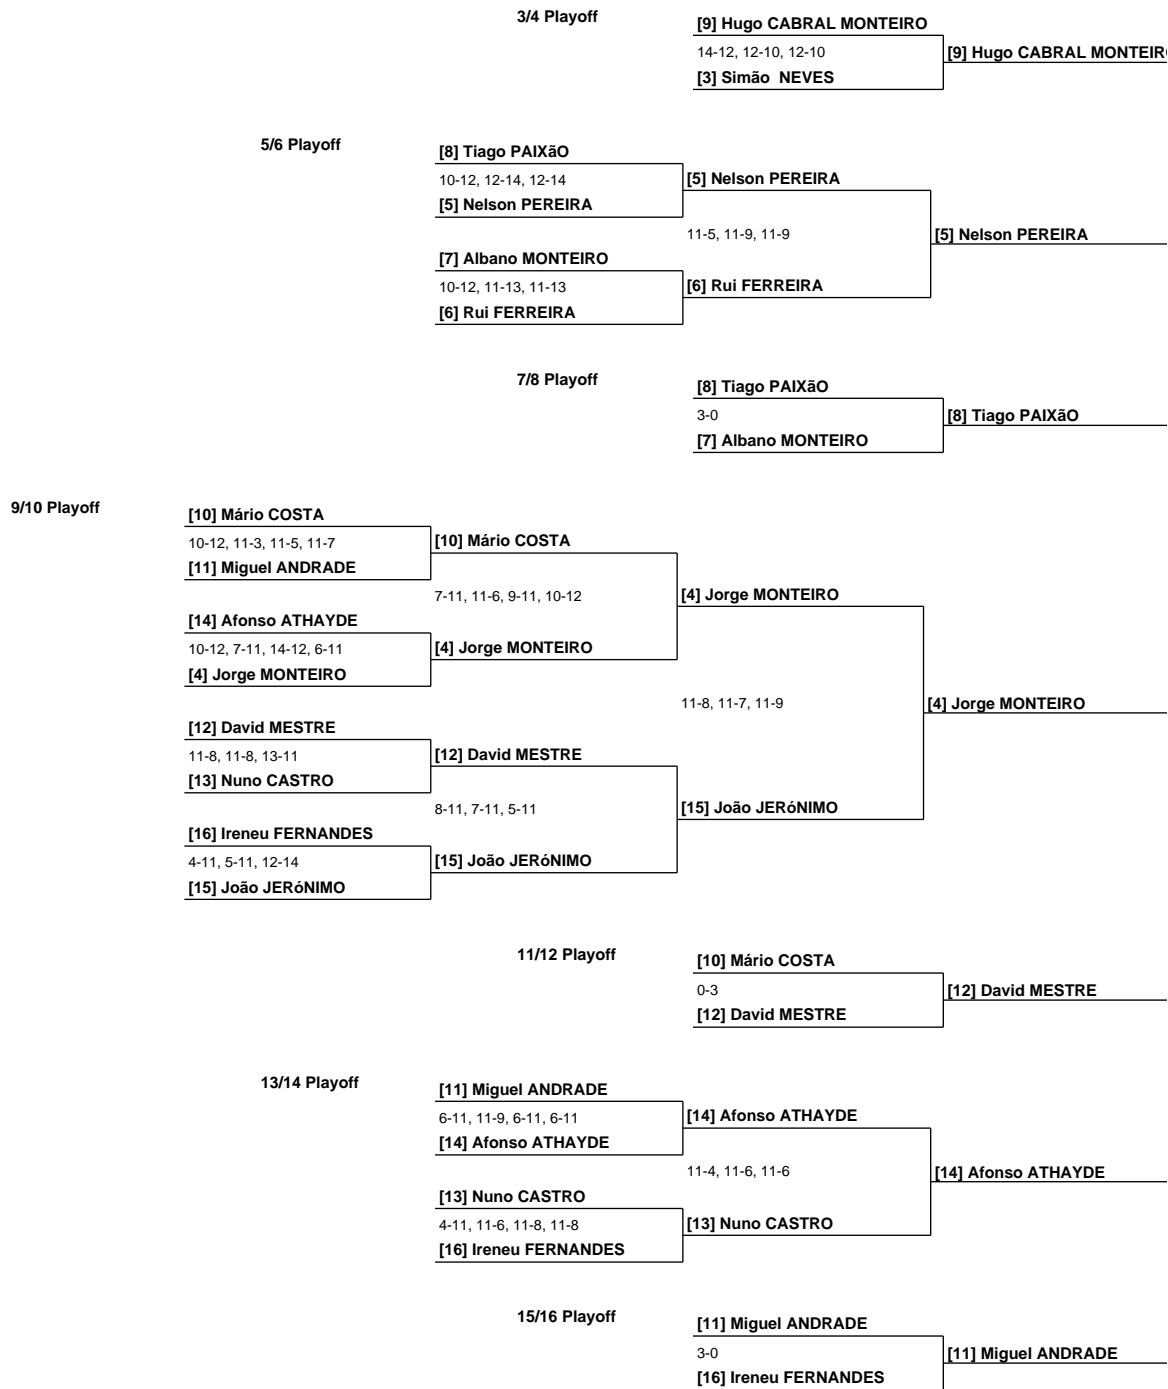 3/4 Playoff
[9] Hugo CABRAL MONTEIRO
14-12, 12-10, 12-10
[9] Hugo CABRAL MONTEIRO
[3] Simão  NEVES
5/6 Playoff
[8] Tiago PAIXãO
10-12, 12-14, 12-14
[5] Nelson PEREIRA
[5] Nelson PEREIRA
11-5, 11-9, 11-9
[5] Nelson PEREIRA
[7] Albano MONTEIRO
10-12, 11-13, 11-13
[6] Rui FERREIRA
[6] Rui FERREIRA
7/8 Playoff
[8] Tiago PAIXãO
3-0
[8] Tiago PAIXãO
[7] Albano MONTEIRO
9/10 Playoff
[10] Mário COSTA
10-12, 11-3, 11-5, 11-7
[10] Mário COSTA
[11] Miguel ANDRADE
7-11, 11-6, 9-11, 10-12
[4] Jorge MONTEIRO
[14] Afonso ATHAYDE
10-12, 7-11, 14-12, 6-11
[4] Jorge MONTEIRO
[4] Jorge MONTEIRO
11-8, 11-7, 11-9
[4] Jorge MONTEIRO
[12] David MESTRE
11-8, 11-8, 13-11
[12] David MESTRE
[13] Nuno CASTRO
8-11, 7-11, 5-11
[15] João JERóNIMO
[16] Ireneu FERNANDES
4-11, 5-11, 12-14
[15] João JERóNIMO
[15] João JERóNIMO
11/12 Playoff
[10] Mário COSTA
0-3
[12] David MESTRE
[12] David MESTRE
13/14 Playoff
[11] Miguel ANDRADE
6-11, 11-9, 6-11, 6-11
[14] Afonso ATHAYDE
[14] Afonso ATHAYDE
11-4, 11-6, 11-6
[14] Afonso ATHAYDE
[13] Nuno CASTRO
4-11, 11-6, 11-8, 11-8
[13] Nuno CASTRO
[16] Ireneu FERNANDES
15/16 Playoff
[11] Miguel ANDRADE
3-0
[11] Miguel ANDRADE
[16] Ireneu FERNANDES